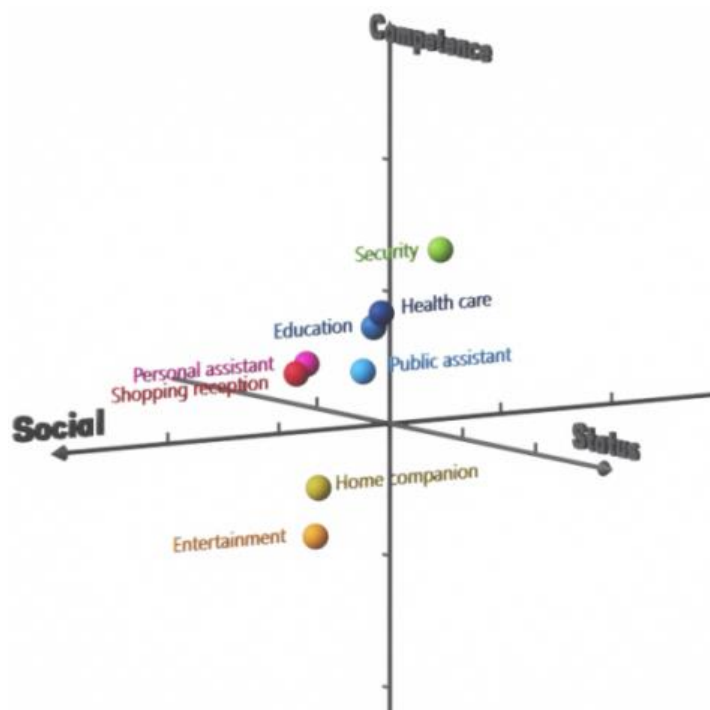 Competence
Security
Health care
Education
Public assistant
Personal assistant
Shopping reception
Social
Status
Home companion
Entertainment